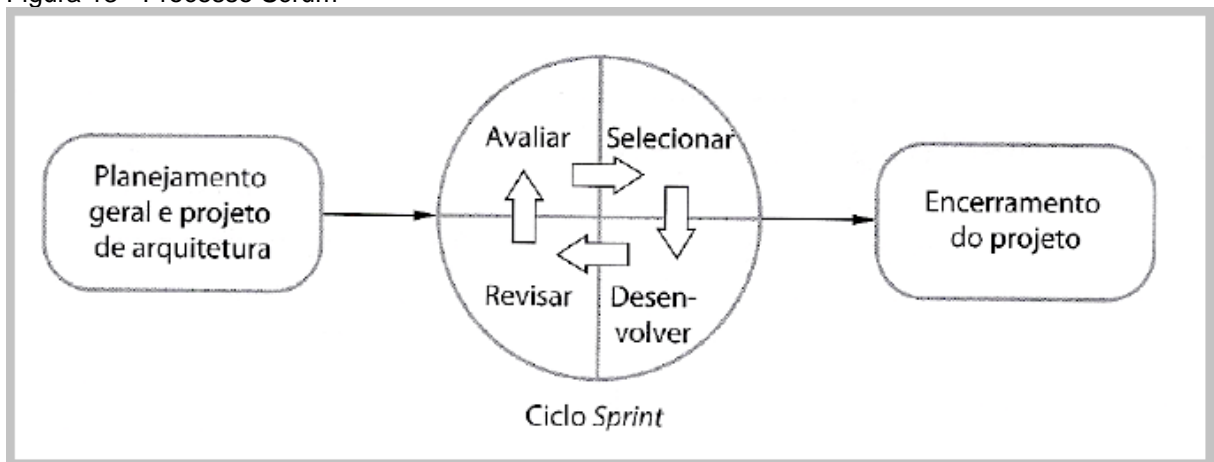 Planejamento
geral e projeto
de arquitetura
Avaliar
Selecionar
Revisar
Desen-
volver
Ciclo Sprint
Encerramento
do projeto